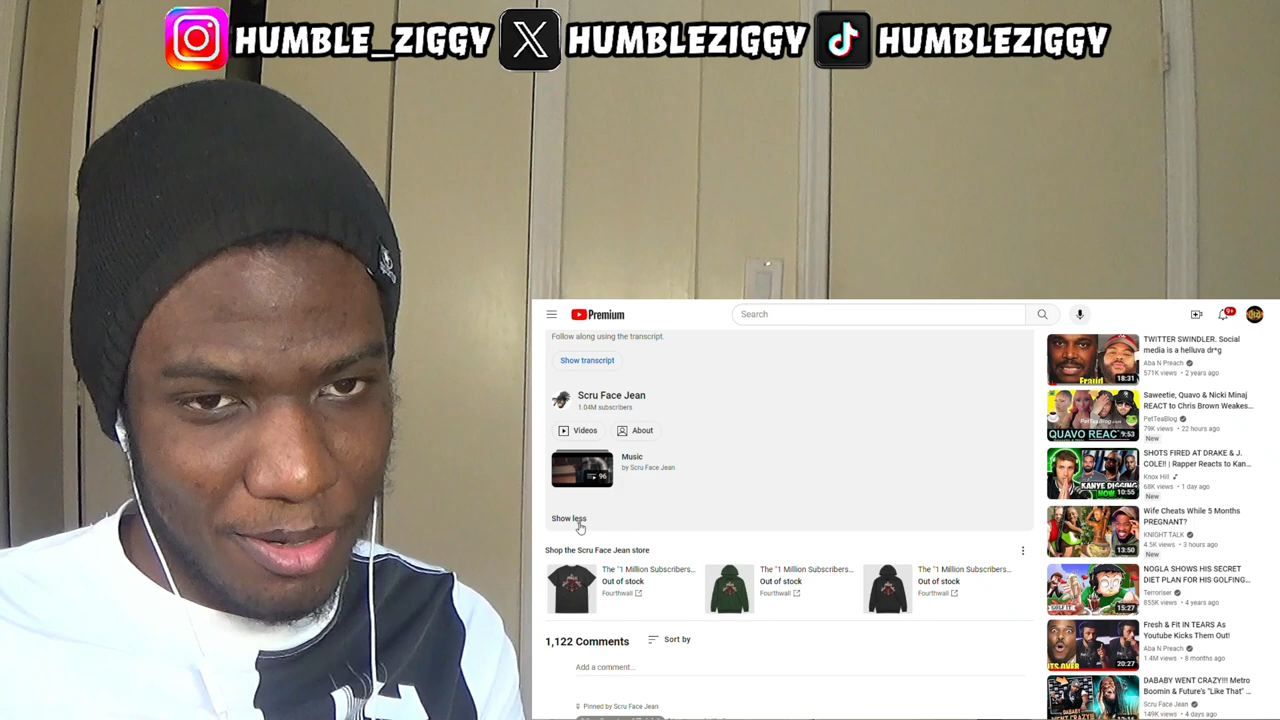 HUMBLE_ZIGGY HUMBLEZIGGY HUMBLEZIGGY
Premium
Search
9+
Follow along using the transcript.
Show transcript
Scru Face Jean
1.04M subscribers
Videos
About
96
Music
by Scru Face Jean
Show less
Shop the Scru Face Jean store
The "1 Million Subscribers...
Out of stock
Fourthwall
The "1 Million Subscribers...
Out of stock
Fourthwall
The "1 Million Subscribers...
Out of stock
Fourthwall
1,122 Comments
Sort by
Add a comment...
Pinned by Scru Face Jean
Fraud
18:31
TWITTER SWINDLER. Social
media is a helluva dr*g
Aba N Preach
571K views • 2 years ago
QUAVO REAC
9:53
Saweetie, Quavo & Nicki Minaj
REACT to Chris Brown Weakes...
PetTeaBlog
79K views • 22 hours ago
New
KANYE DISSING
NOW
10:55
SHOTS FIRED AT DRAKE & J.
COLE!! | Rapper Reacts to Kan...
Knox Hill
68K views • 1 day ago
New
13:50
Wife Cheats While 5 Months
PREGNANT?
KNIGHT TALK
4.5K views • 3 hours ago
New
15:27
NOGLA SHOWS HIS SECRET
DIET PLAN FOR HIS GOLFING...
Terroriser
855K views • 4 years ago
20:27
Fresh & Fit IN TEARS As
Youtube Kicks Them Out!
Aba N Preach
1.4M views • 8 months ago
DABABY WENT CRAZY!!! Metro
Boomin & Future's "Like That" ...
Scru Face Jean
149K views • 4 days ago